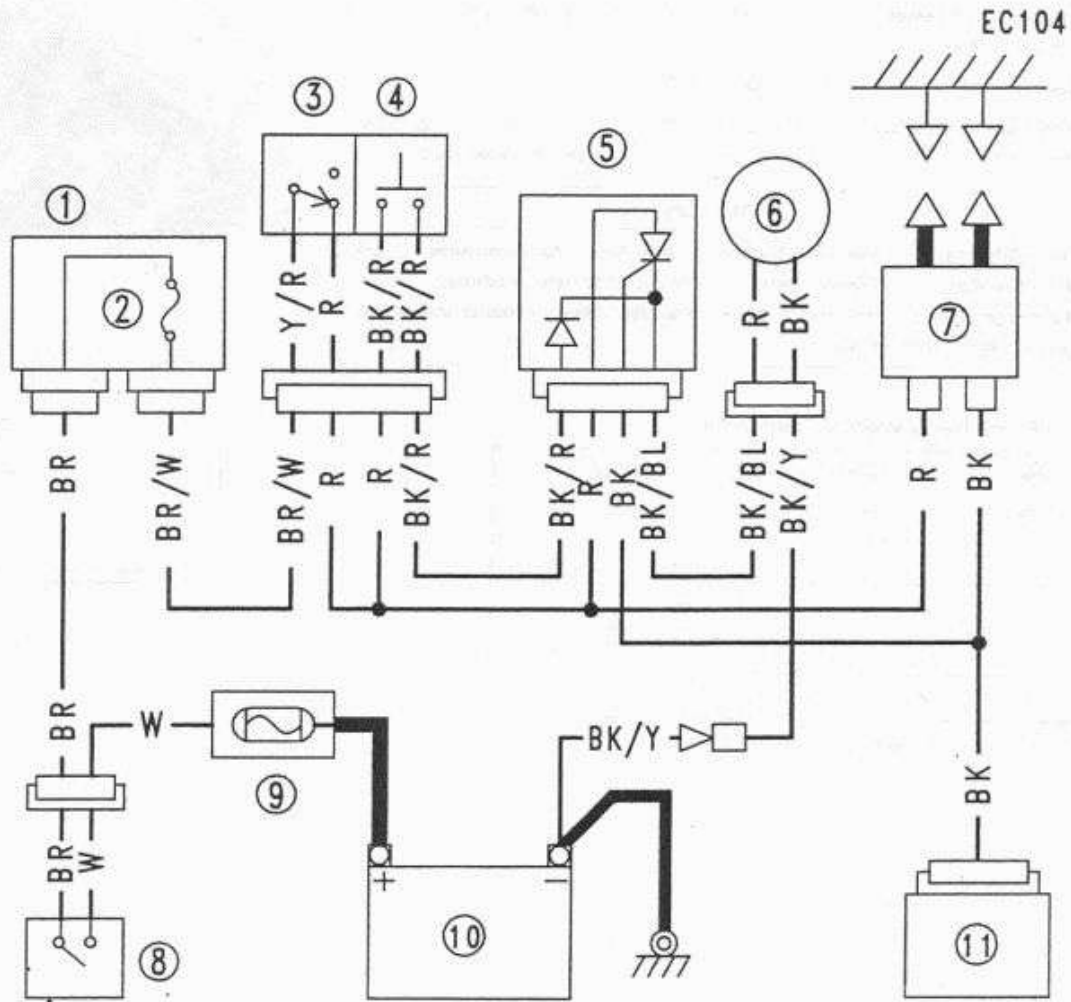 EC104
③ ④
⑤
①
⑥
②
⑦
Y/R R BK/R BK/R
R BK
BR BR/W BR/W R R BK/R BK/R R BK BK/BL BK/BL BK/Y R BK
BR W
BK/Y
BK
⑨
BR W
+ −
⑩
⑪
⑧